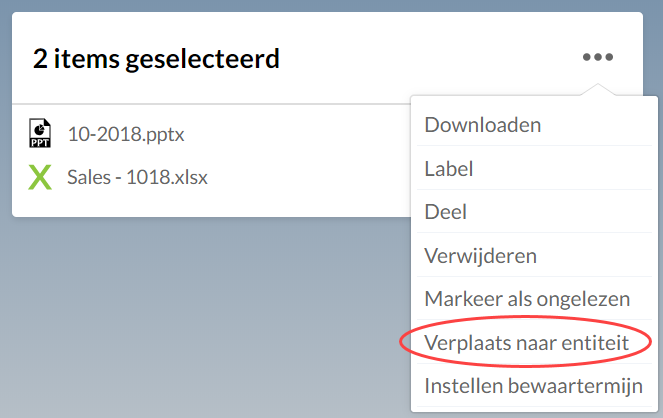 2 items geselecteerd
PPT 10-2018.pptx
Sales - 1018.xlsx
Downloaden
Label
Deel
Verwijderen
Markeer als ongelezen
Verplaats naar entiteit
Instellen bewaartermijn